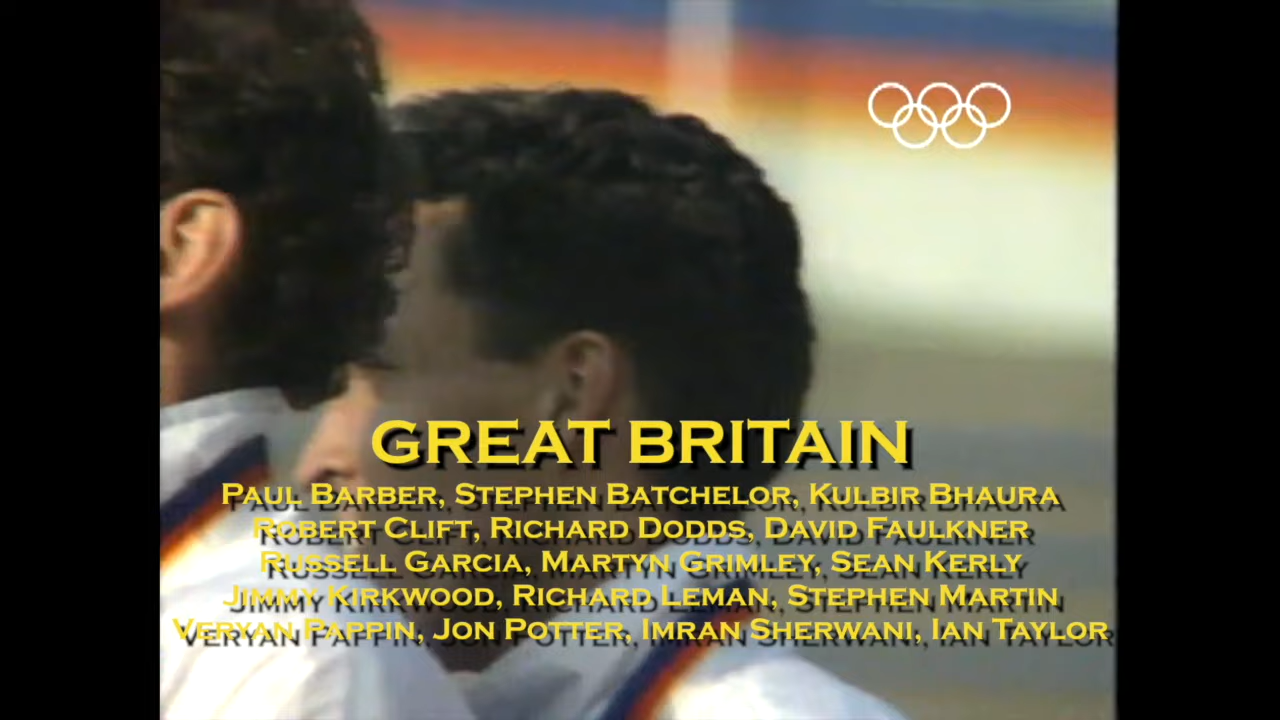 GREAT BRITAIN
PAUL BARBER, STEPHEN BATCHELOR, KULBIR BHAURA
ROBERT CLIFT, RICHARD DODDS, DAVID FAULKNER
RUSSELL GARCIA, MARTYN GRIMLEY, SEAN KERLY
JIMMY KIRKWOOD, RICHARD LEMAN, STEPHEN MARTIN
VERYAN PAPPIN, JON POTTER, IMRAN SHERWANI, IAN TAYLOR